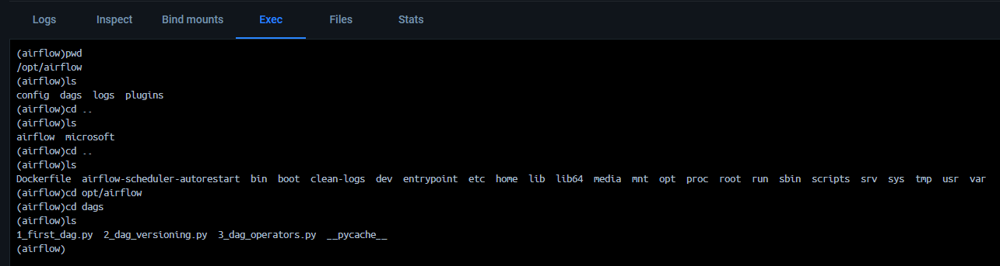 Logs Inspect Bind mounts Exec Files Stats
(airflow)pwd
/opt/airflow
(airflow)ls
config  dags  logs  plugins
(airflow)cd ..
(airflow)ls
airflow  microsoft
(airflow)cd ..
(airflow)ls
Dockerfile  airflow-scheduler-autorestart  bin  boot  clean-logs  dev  entrypoint  etc  home  lib  lib64  media  mnt  opt  proc  root  run  sbin  scripts  srv  sys  tmp  usr  var
(airflow)cd opt/airflow
(airflow)cd dags
(airflow)ls
1_first_dag.py  2_dag_versioning.py  3_dag_operators.py  __pycache__
(airflow)